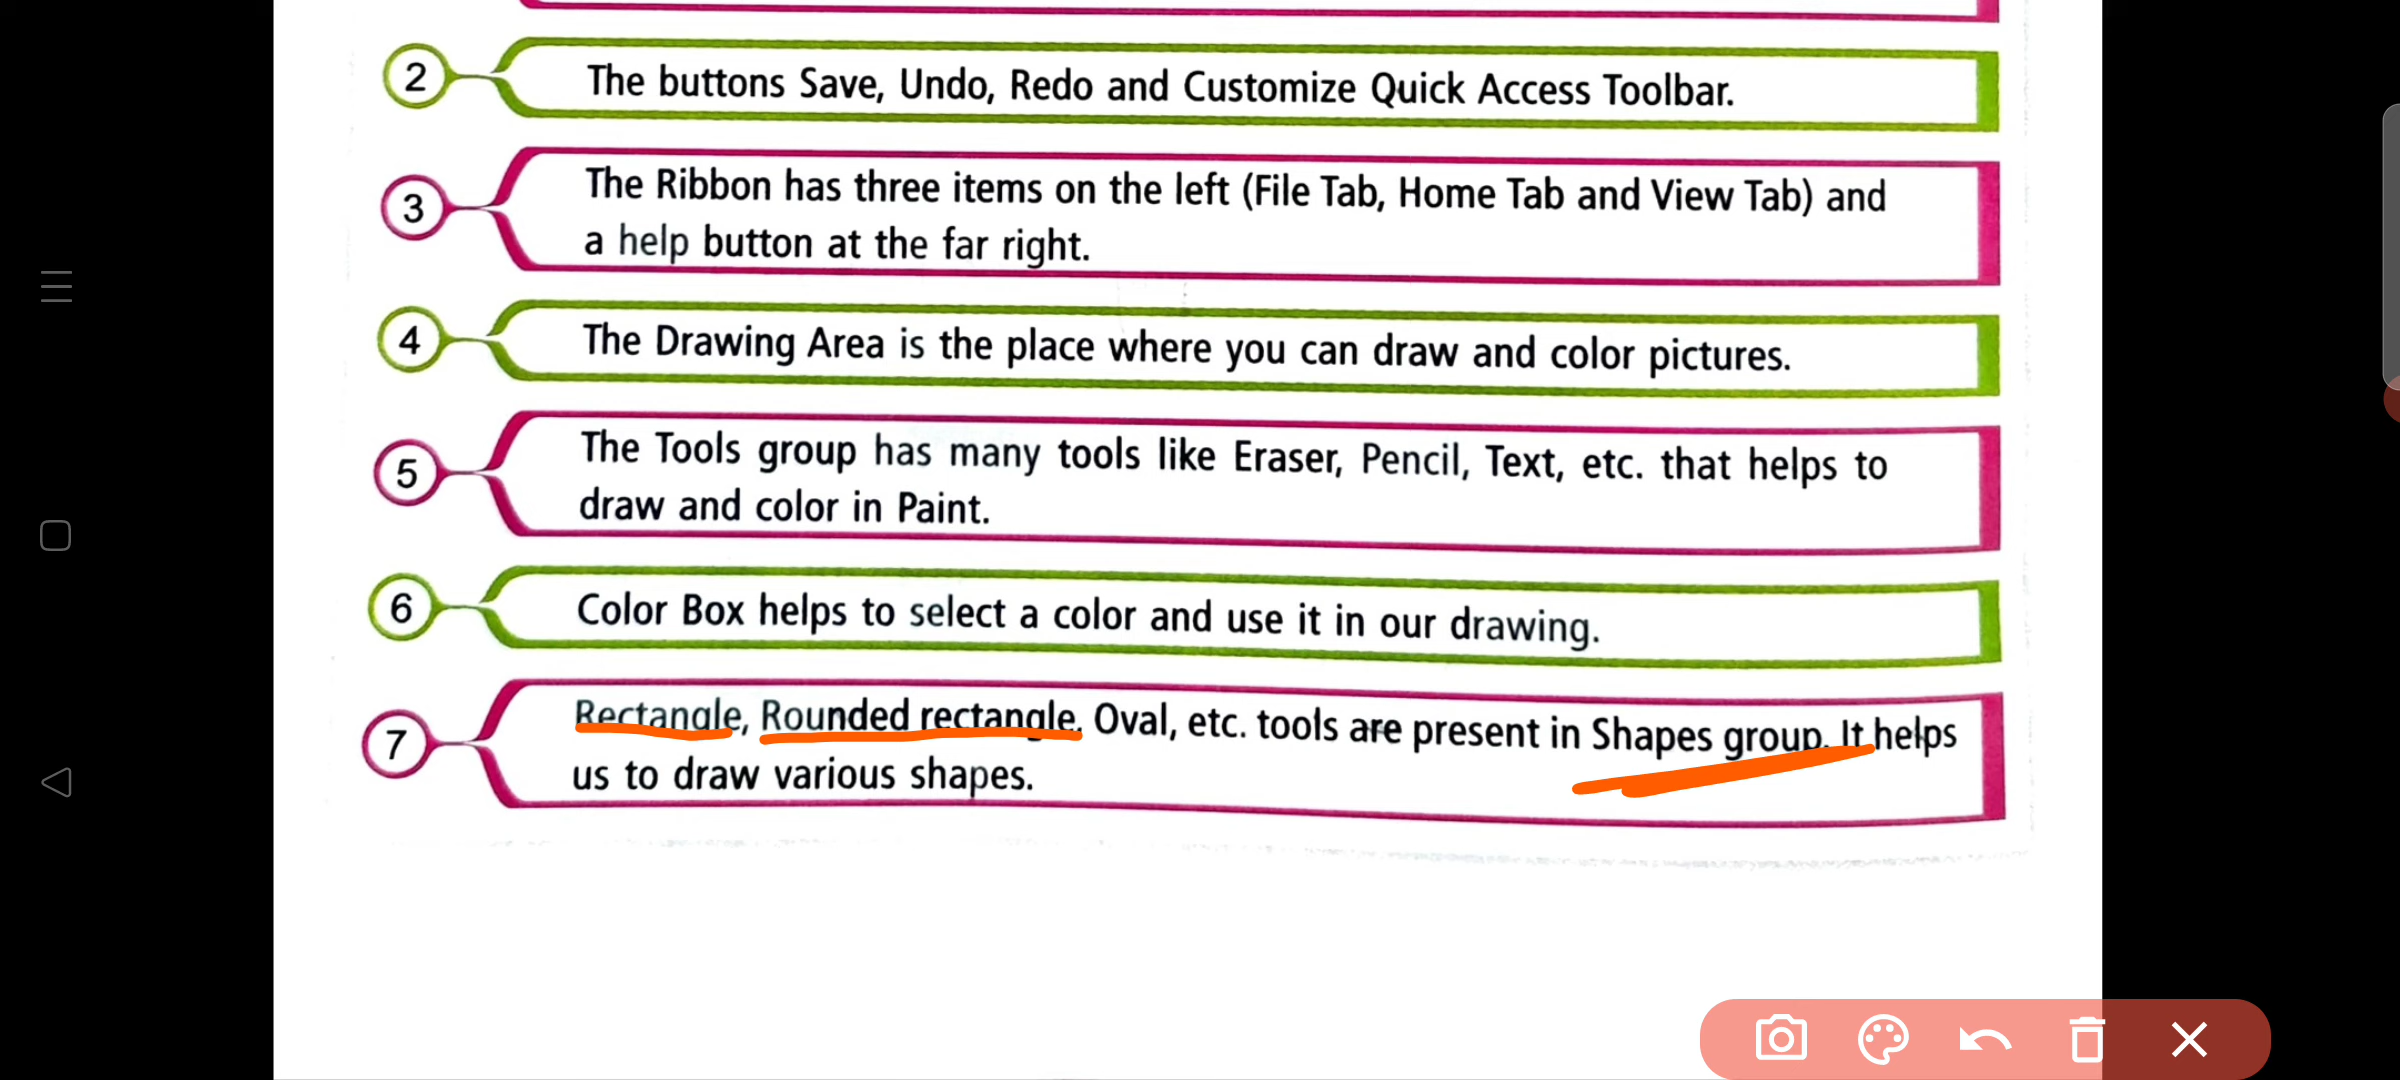 2
The buttons Save, Undo, Redo and Customize Quick Access Toolbar.
3
The Ribbon has three items on the left (File Tab, Home Tab and View Tab) and
a help button at the far right.
4
The Drawing Area is the place where you can draw and color pictures.
5
The Tools group has many tools like Eraser, Pencil, Text, etc. that helps to
draw and color in Paint.
6
Color Box helps to select a color and use it in our drawing.
7
Rectangle, Rounded rectangle, Oval, etc. tools are present in Shapes group. It helps
us to draw various shapes.